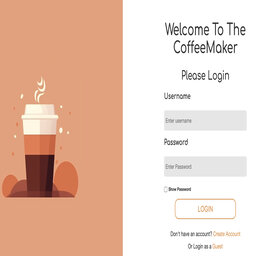 Welcome To The
CoffeeMaker
Please Login
Username
Enter username
Password
Enter Password
Show Password
LOGIN
Don't have an account? Create Account
Or Login as a Guest